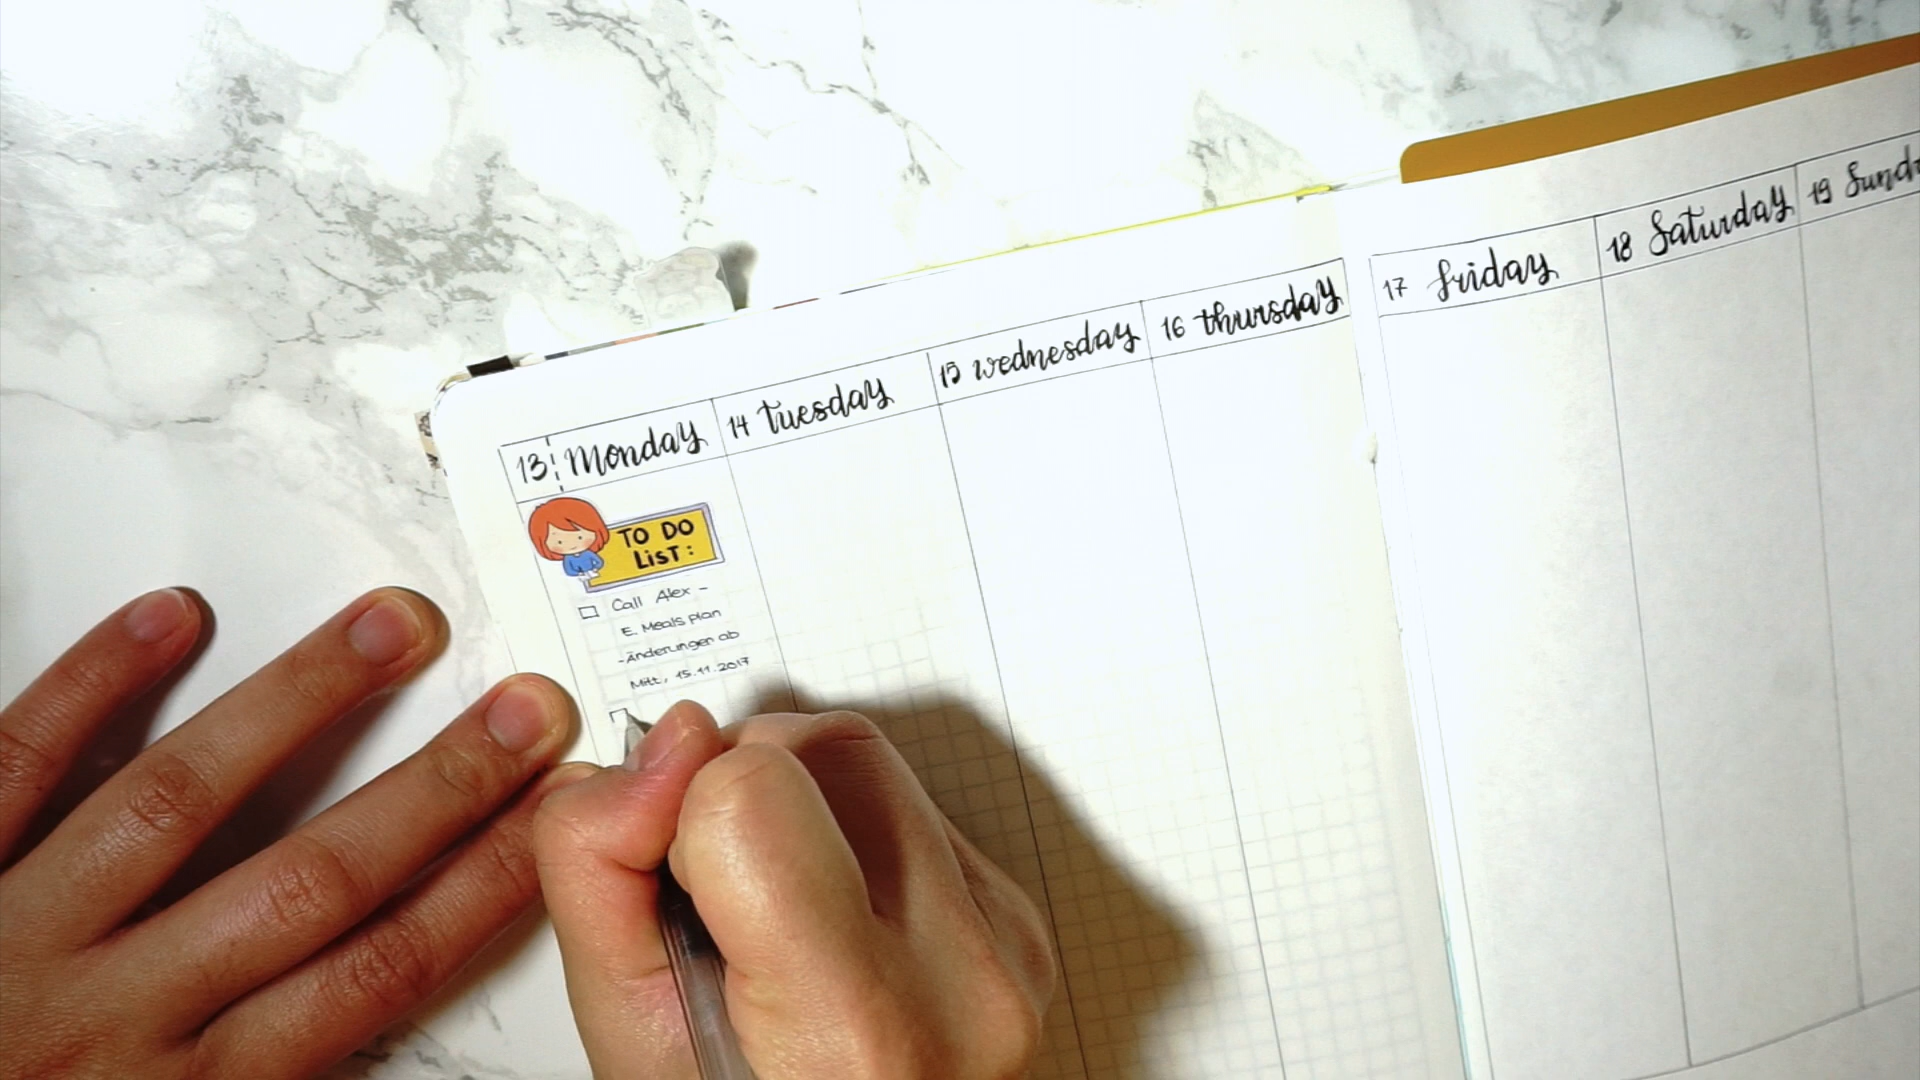 13 Monday
14 tuesday
15 wednesday
16 thursday
17 friday
18 Saturday
19 Sund
TO DO
LIST:
Call Alex -
E. Meals plan
-Änderungen ab
Mitt, 15.11.2017